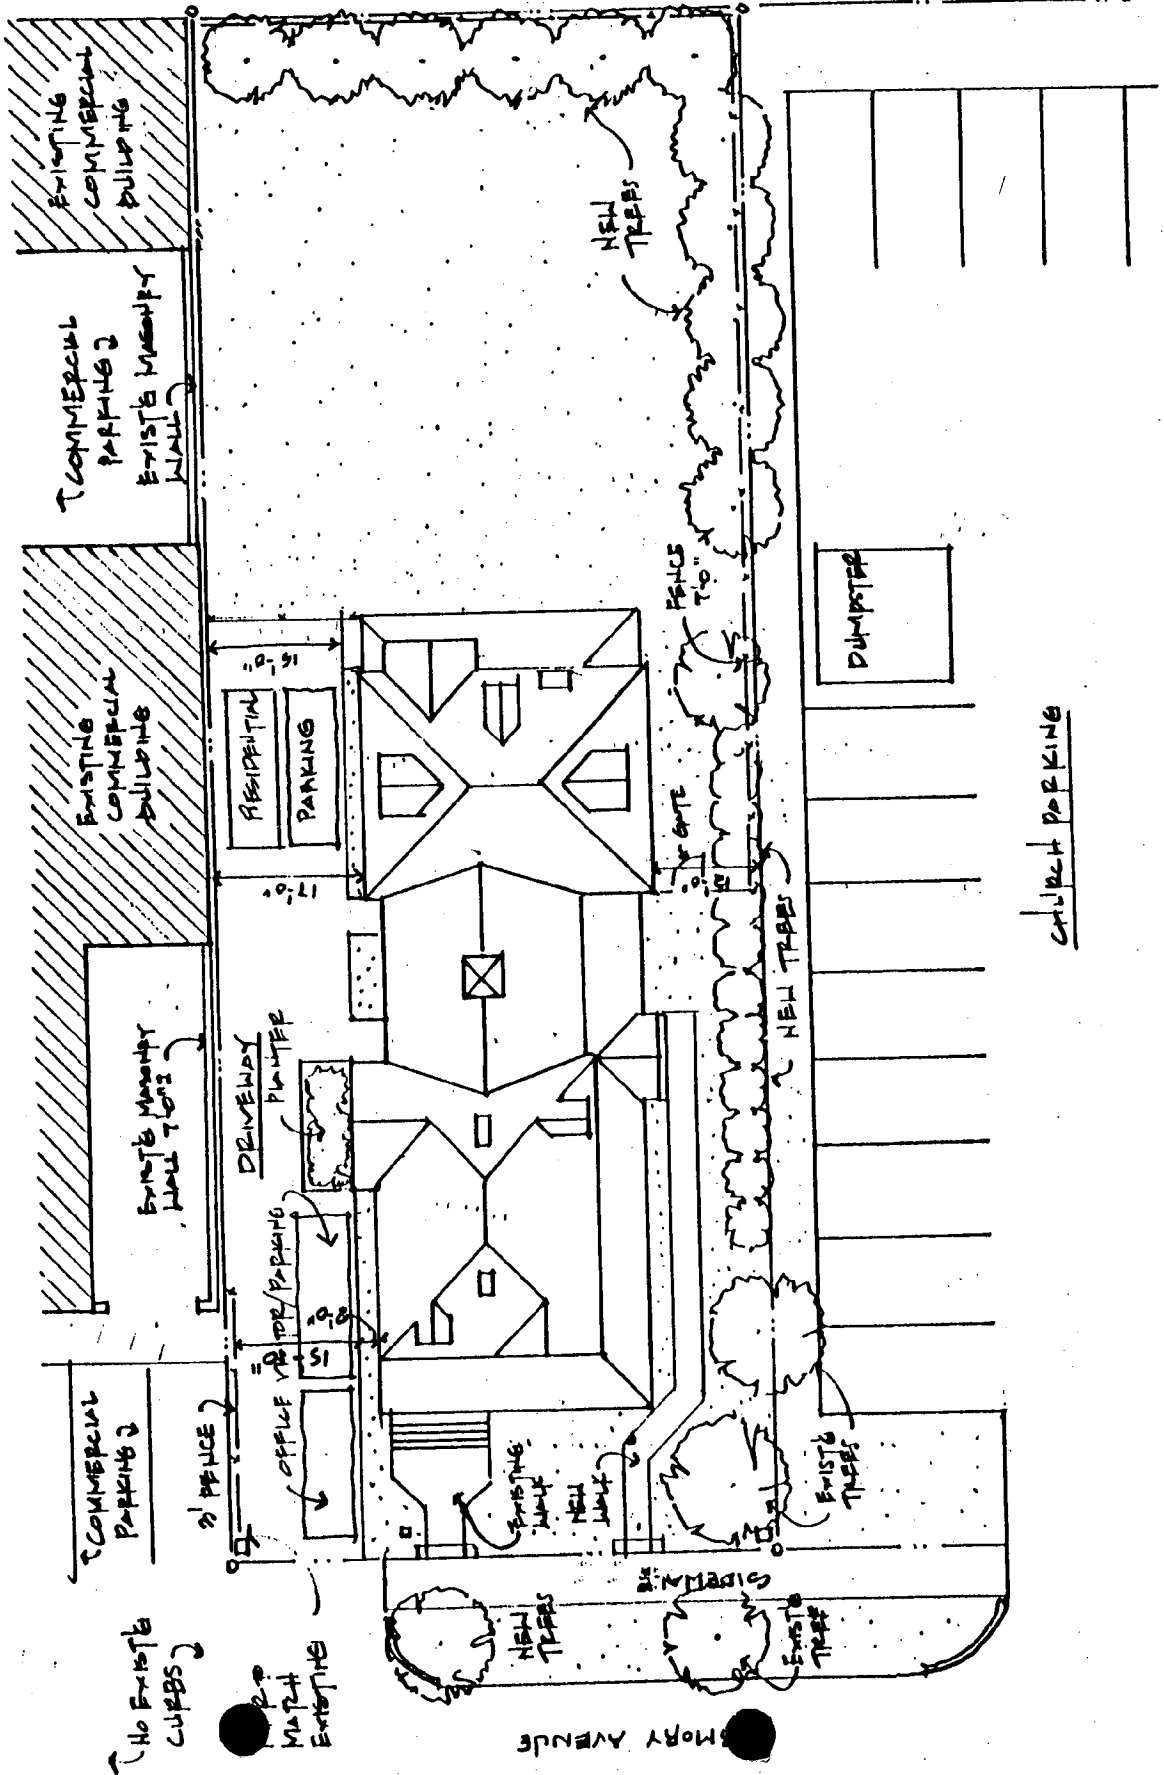 EXISTING
COMMERCIAL
BUILDING
↑COMMERCIAL
PARKING
EXIST'G MASONRY
WALL
EXISTING
COMMERCIAL
BUILDING
EXIST'G MASONRY
WALL 7'0"±
↑COMMERCIAL
PARKING
3' FENCE
↑NO EXIST'G
CURBS
MATCH
EXISTING
NEW
TREES
15'-0"
RESIDENTIAL
PARKING
17'-0"
DRIVEWAY
PLANTER
OFFICE VISITOR/PARKING
8'-0"
15'-0"
FENCE
7'-0"
GATE
NEW TREES
EXISTING
WALK
NEW
WALK
EXIST'G
TREES
SIDEWALK
NEW
TREES
EXIST'G
TREE
MORY AVENUE
DUMPSTER
CHURCH PARKING